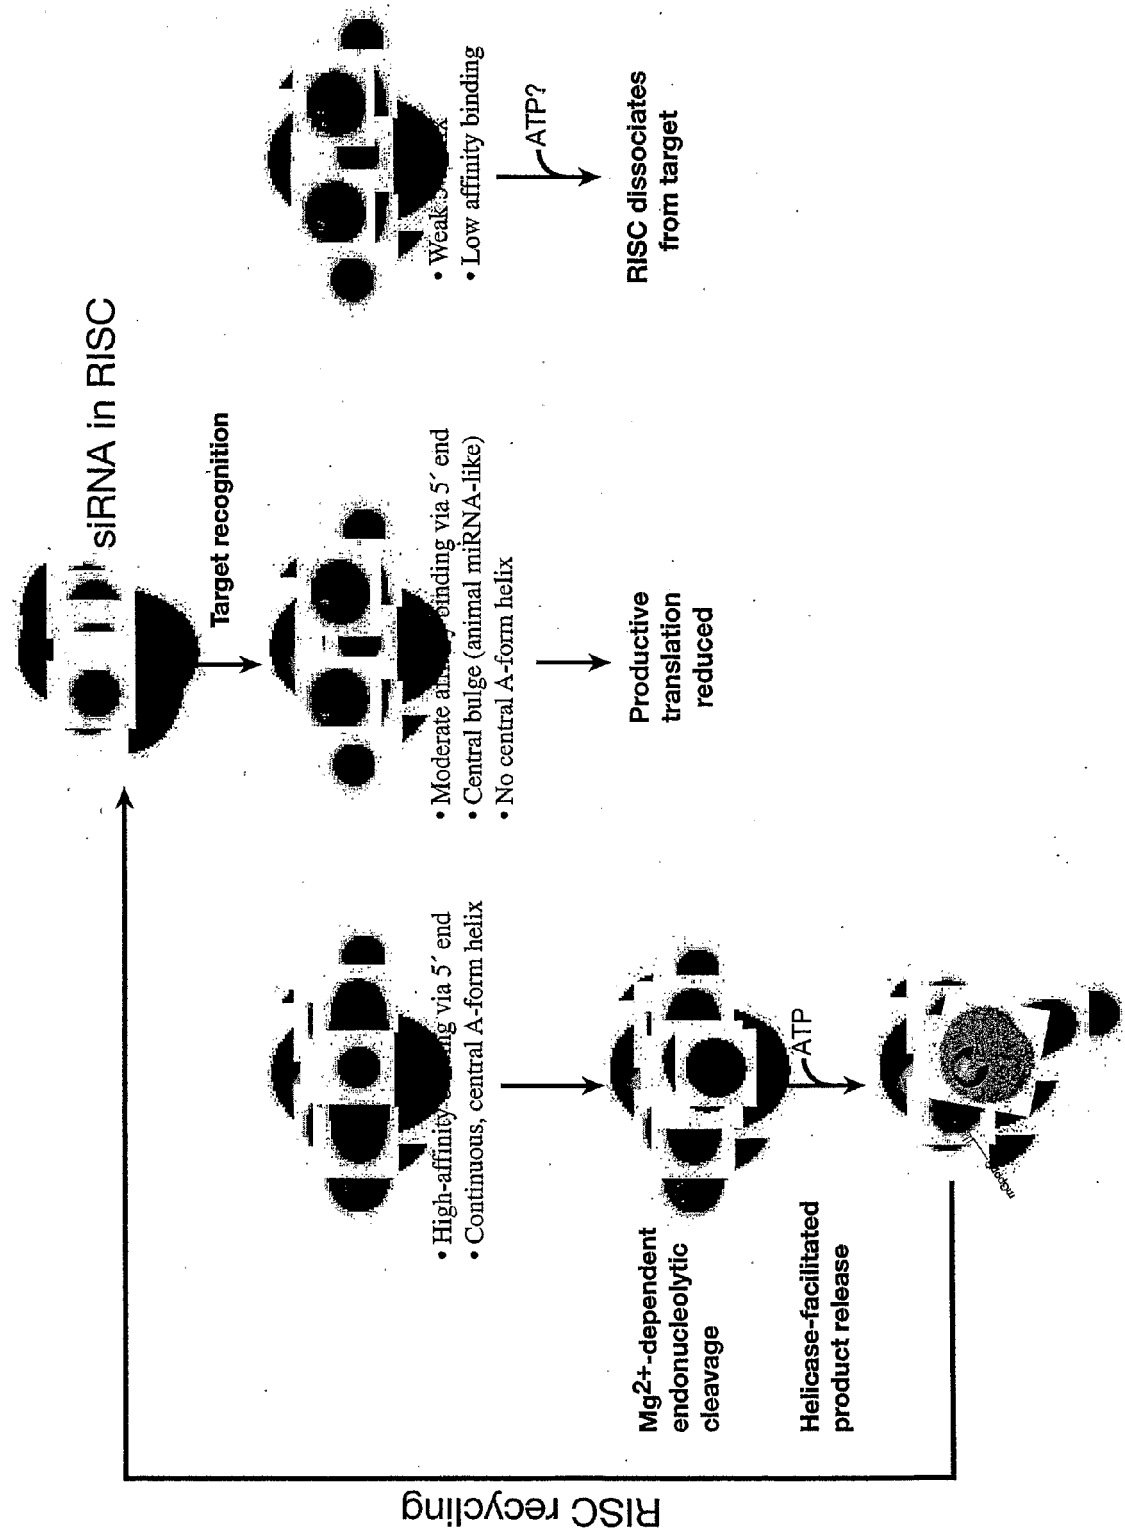 siRNA in RISC
Target recognition
• High-affinity via 5′ end
• Continuous, central A-form helix
• Moderate binding via 5′ end
• Central bulge (animal miRNA-like)
• No central A-form helix
• Weak
• Low affinity binding
Mg2+-dependent
endonucleolytic
cleavage
ATP
Helicase-facilitated
product release
Productive
translation
reduced
ATP?
RISC dissociates
from target
RISC recycling